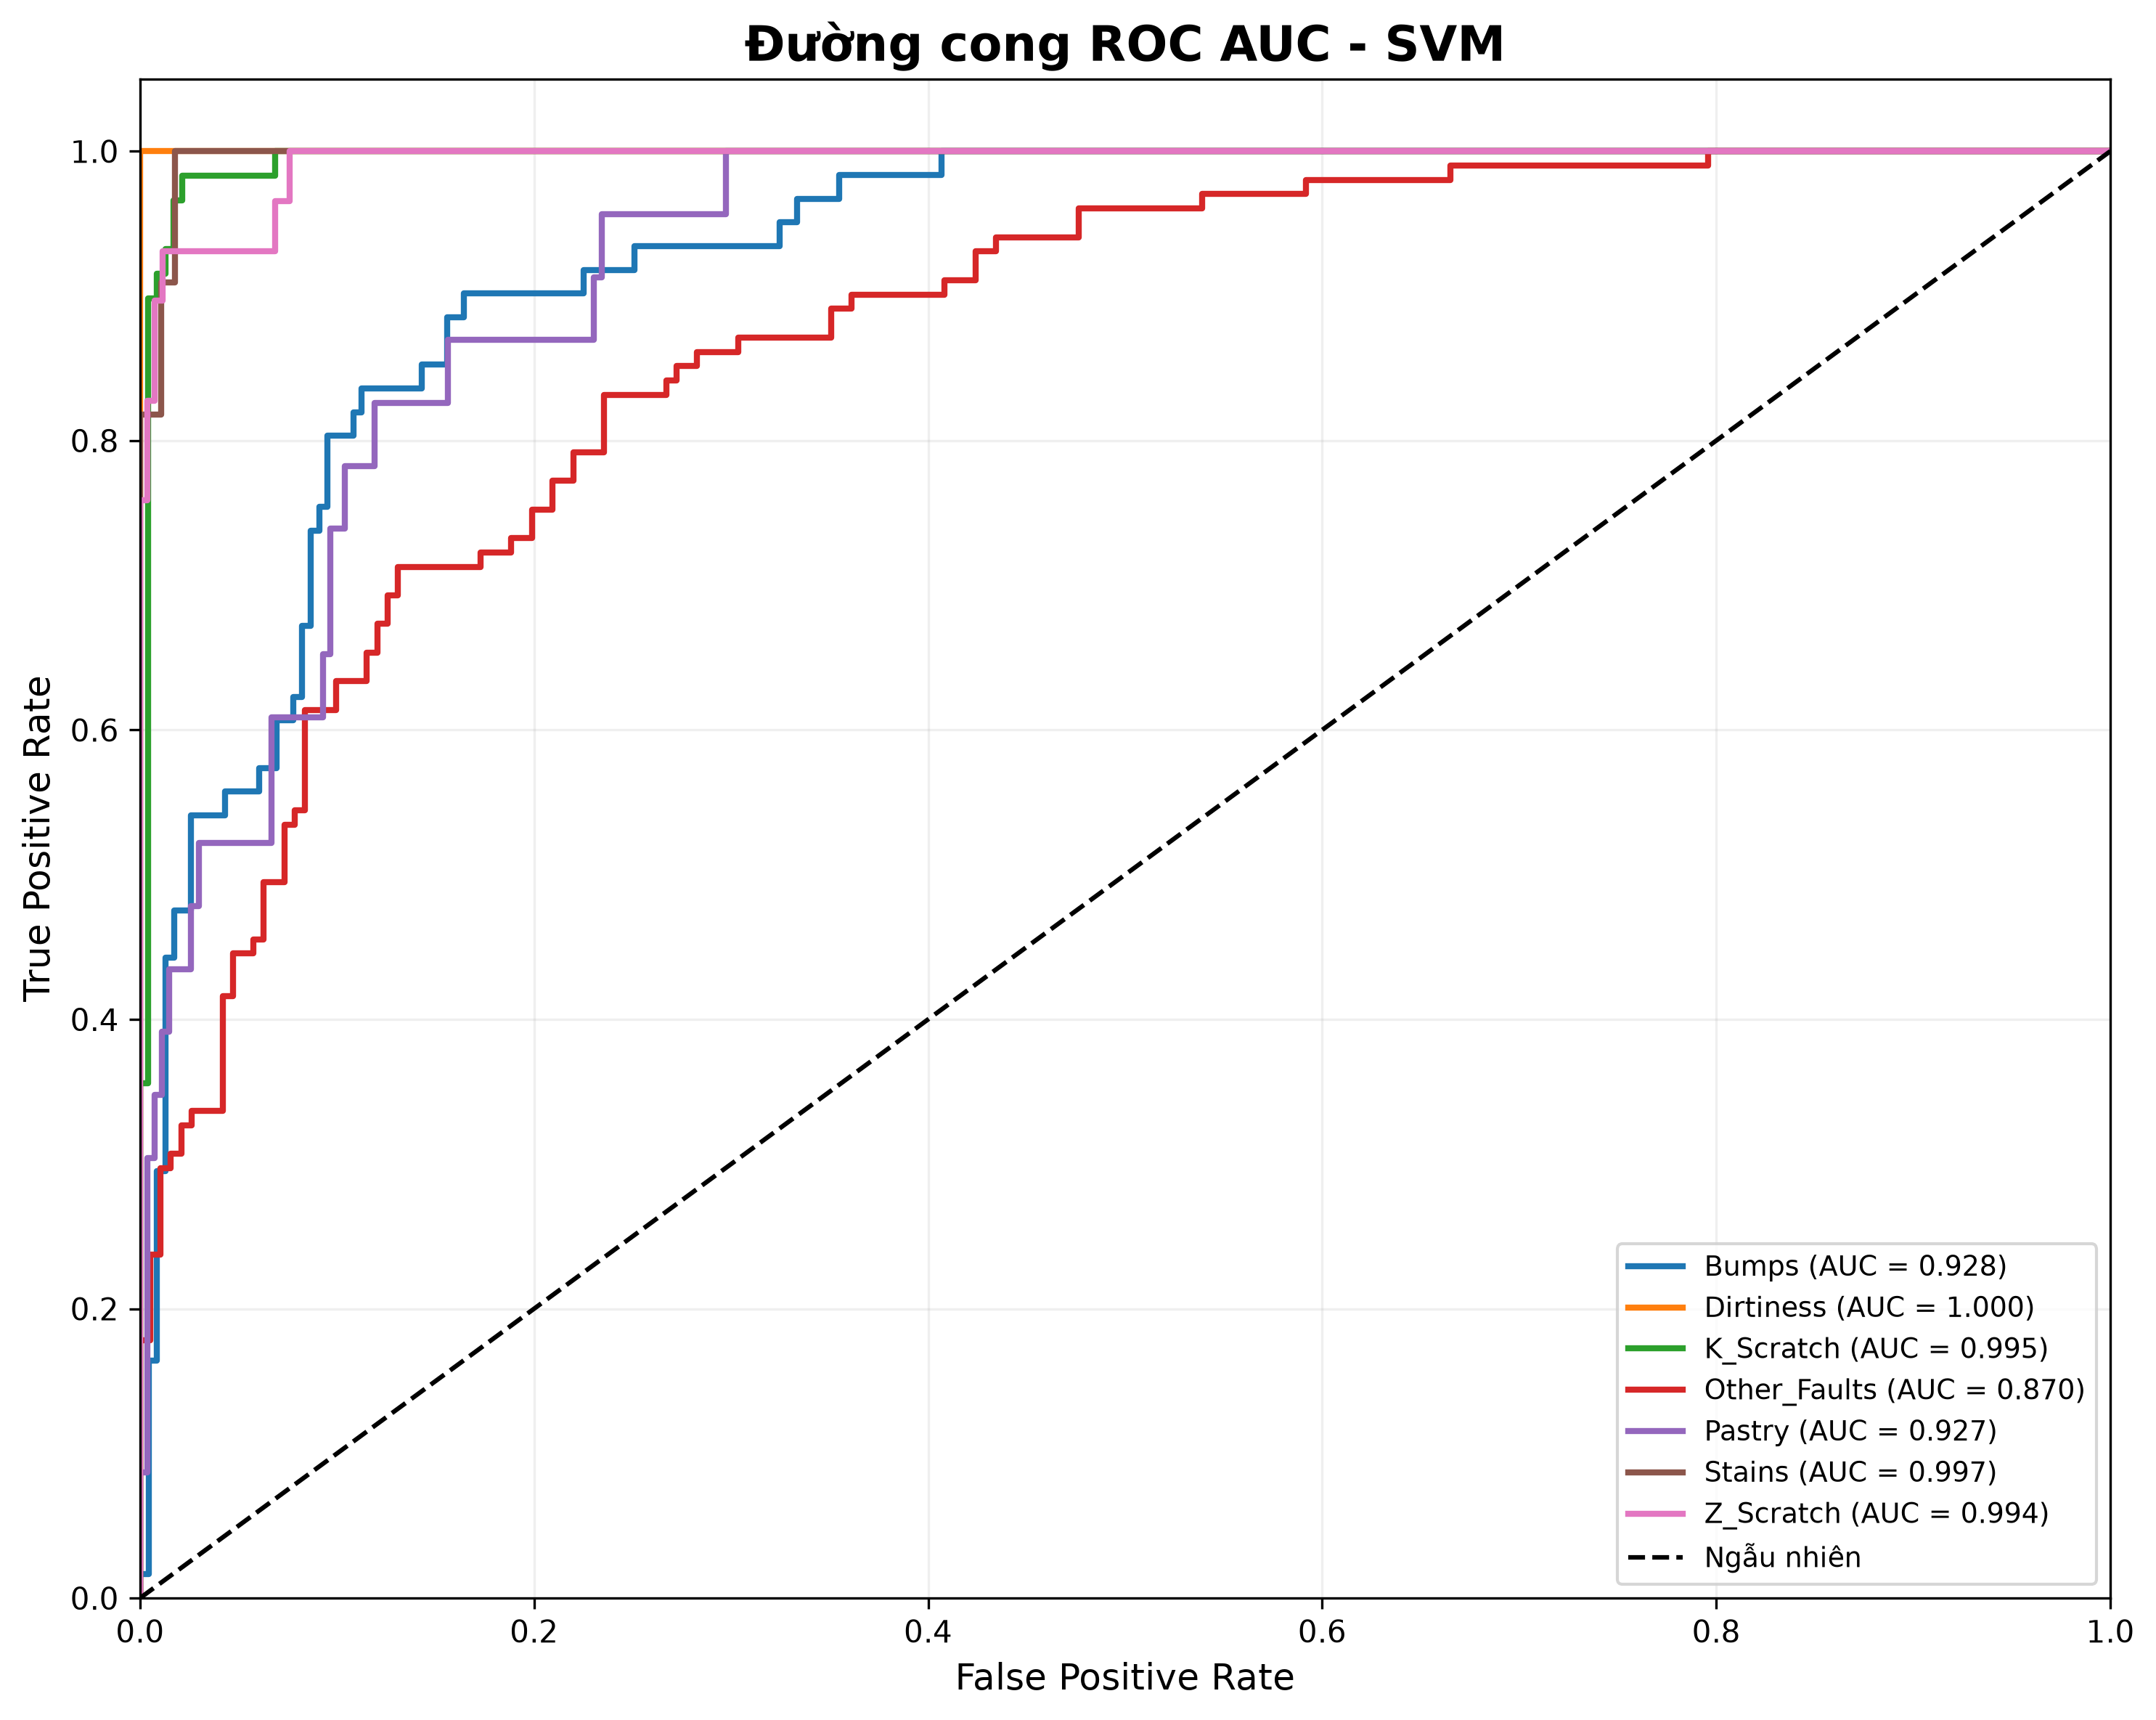 Đường cong ROC AUC - SVM
True Positive Rate
1.0
0.8
0.6
0.4
0.2
0.0
0.0 0.2 0.4 0.6 0.8 1.0
False Positive Rate
Bumps (AUC = 0.928)
Dirtiness (AUC = 1.000)
K_Scratch (AUC = 0.995)
Other_Faults (AUC = 0.870)
Pastry (AUC = 0.927)
Stains (AUC = 0.997)
Z_Scratch (AUC = 0.994)
Ngẫu nhiên